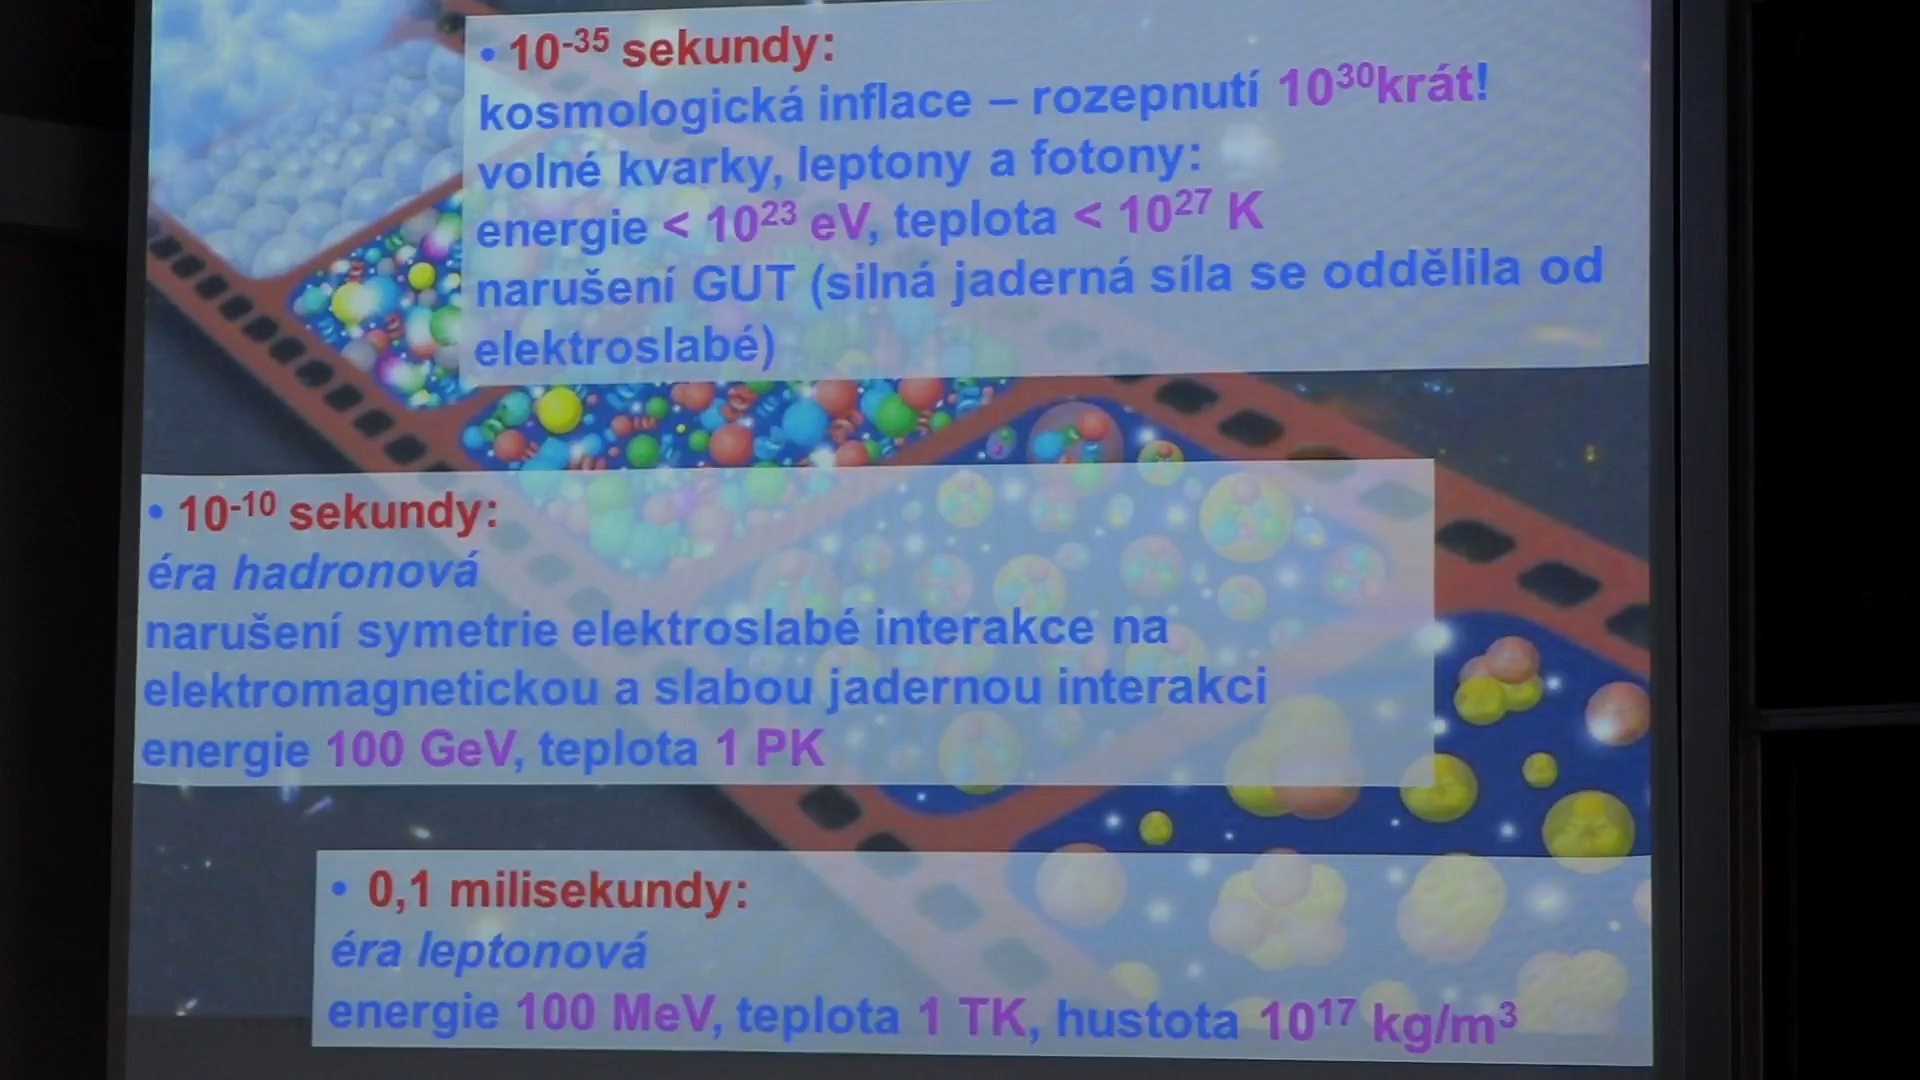 • 10⁻³⁵ sekundy:
kosmologická inflace – rozepnutí 10³⁰krát!
volné kvarky, leptony a fotony:
energie < 10²³ eV, teplota < 10²⁷ K
narušení GUT (silná jaderná síla se oddělila od
elektroslabé)
• 10⁻¹⁰ sekundy:
éra hadronová
narušení symetrie elektroslabé interakce na
elektromagnetickou a slabou jadernou interakci
energie 100 GeV, teplota 1 PK
• 0,1 milisekundy:
éra leptonová
energie 100 MeV, teplota 1 TK, hustota 10¹⁷ kg/m³